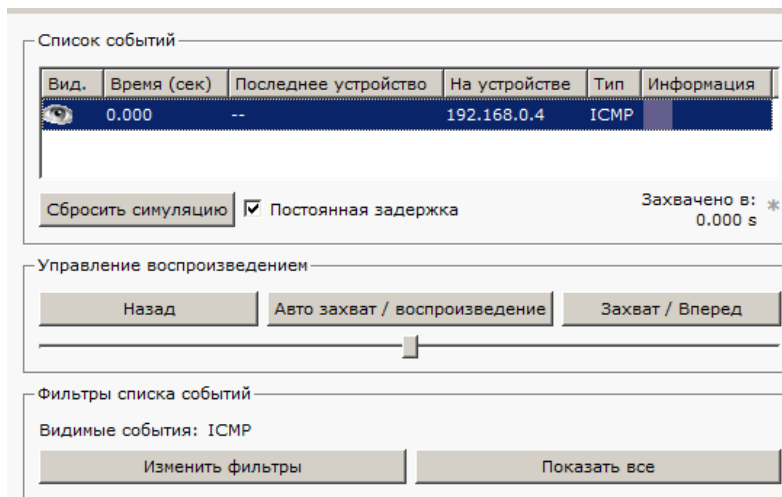 Список событий
Вид. Время (сек) Последнее устройство На устройстве Тип Информация
0.000 -- 192.168.0.4 ICMP
Сбросить симуляцию Постоянная задержка Захвачено в:
0.000 s
Управление воспроизведением
Назад Авто захват / воспроизведение Захват / Вперед
Фильтры списка событий
Видимые события: ICMP
Изменить фильтры Показать все